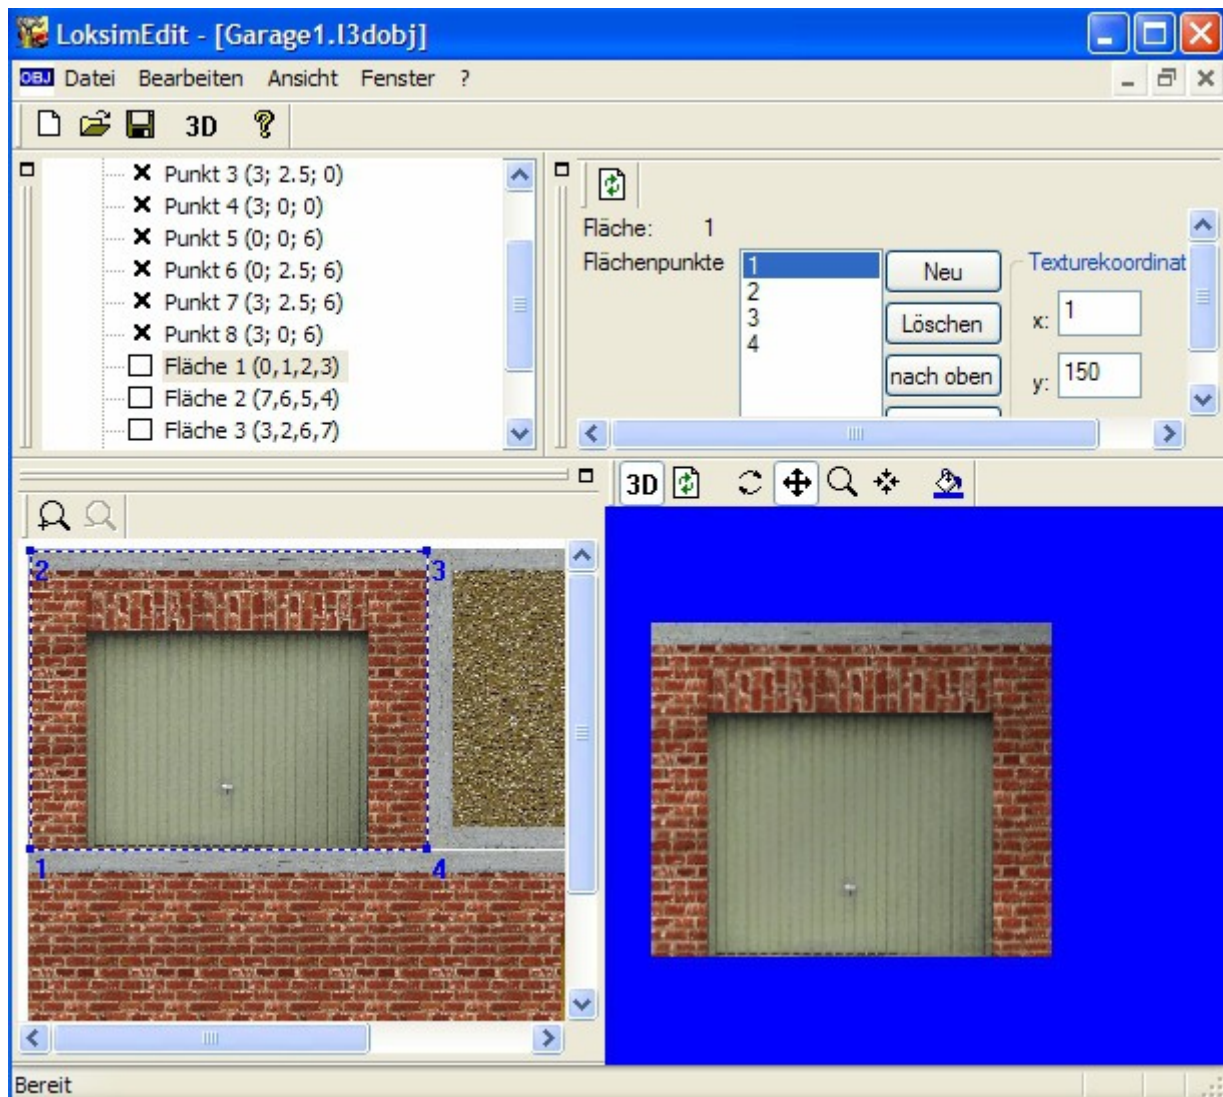 LoksimEdit - [Garage1.l3dobj]
OBJ Datei Bearbeiten Ansicht Fenster ?
3D
Punkt 3 (3; 2.5; 0)
Punkt 4 (3; 0; 0)
Punkt 5 (0; 0; 6)
Punkt 6 (0; 2.5; 6)
Punkt 7 (3; 2.5; 6)
Punkt 8 (3; 0; 6)
Fläche 1 (0,1,2,3)
Fläche 2 (7,6,5,4)
Fläche 3 (3,2,6,7)
Fläche: 1
Flächenpunkte
1
2
3
4
Neu
Löschen
nach oben
Texturekoordinat
x: 1
y: 150
3D
2 3
1 4
Bereit